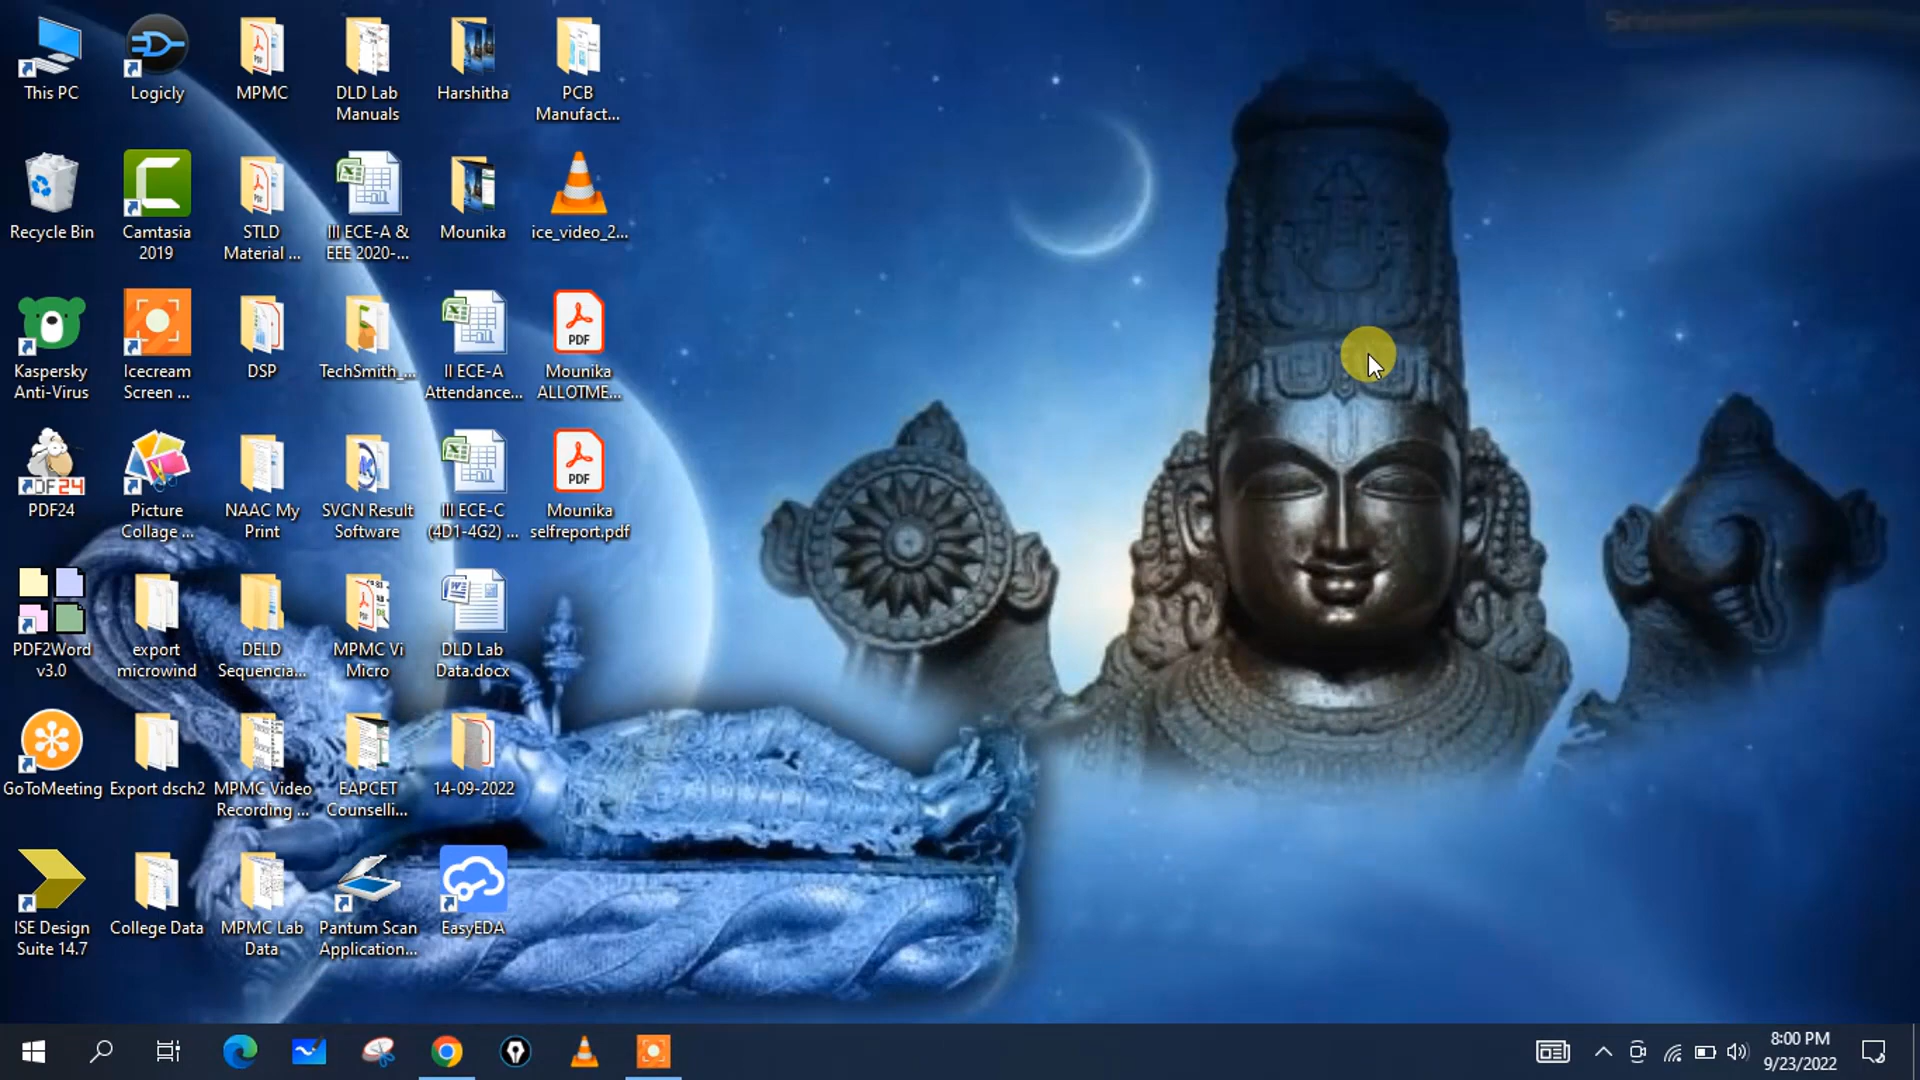 This PC
Logicly
MPMC
DLD Lab
Manuals
Harshitha
PCB
Manufact...
Recycle Bin
Camtasia
2019
STLD
Material ...
III ECE-A &
EEE 2020-...
Mounika
ice_video_2...
Kaspersky
Anti-Virus
Icecream
Screen ...
DSP
TechSmith_...
II ECE-A
Attendance...
PDF
Mounika
ALLOTME...
PDF24
Picture
Collage ...
NAAC My
Print
SVCN Result
Software
III ECE-C
(4D1-4G2) ...
PDF
Mounika
selfreport.pdf
PDF2Word
v3.0
export
microwind
DELD
Sequencia...
MPMC Vi
Micro
DLD Lab
Data.docx
GoToMeeting
Export dsch2
MPMC Video
Recording ...
EAPCET
Counselli...
14-09-2022
ISE Design
Suite 14.7
College Data
MPMC Lab
Data
Pantum Scan
Application...
EasyEDA
8:00 PM
9/23/2022